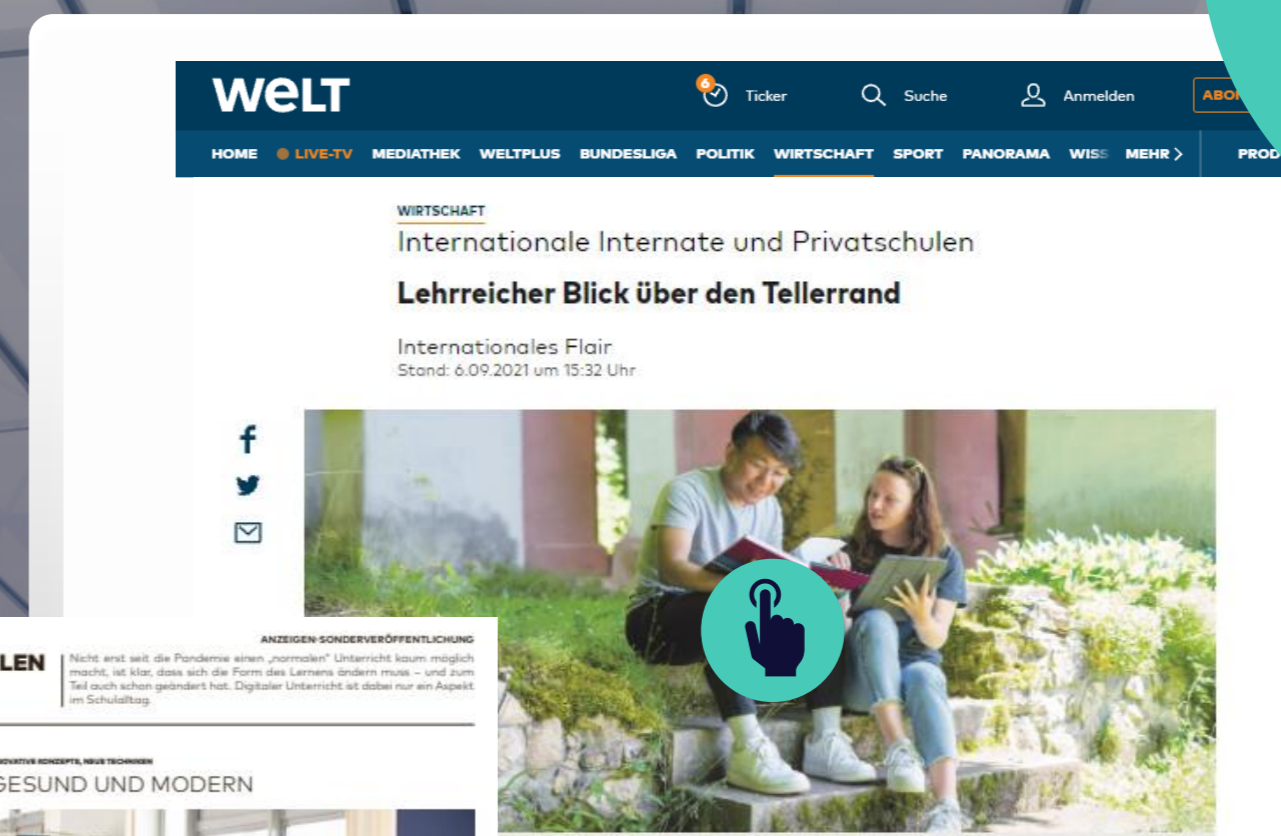 welt
6
Ticker
Suche
Anmelden
HOME LIVE-TV MEDIATHEK WELTPLUS BUNDESLIGA POLITIK WIRTSCHAFT SPORT PANORAMA WISS MEHR PROD
WIRTSCHAFT
Internationale Internate und Privatschulen
Lehrreicher Blick über den Tellerrand
Internationales Flair
Stand: 6.09.2021 um 15:32 Uhr
f
ANZEIGEN-SONDERVERÖFFENTLICHUNG
LEN
Nicht erst seit die Pandemie einen „normalen“ Unterricht kaum möglich
macht, ist klar, dass sich die Form des Lernens ändern muss – und zum
Teil auch schon geändert hat. Digitaler Unterricht ist dabei nur ein Aspekt
im Schulalltag.
NOVATIVE KONZEPTE, NEUE TECHNIKEN
GESUND UND MODERN